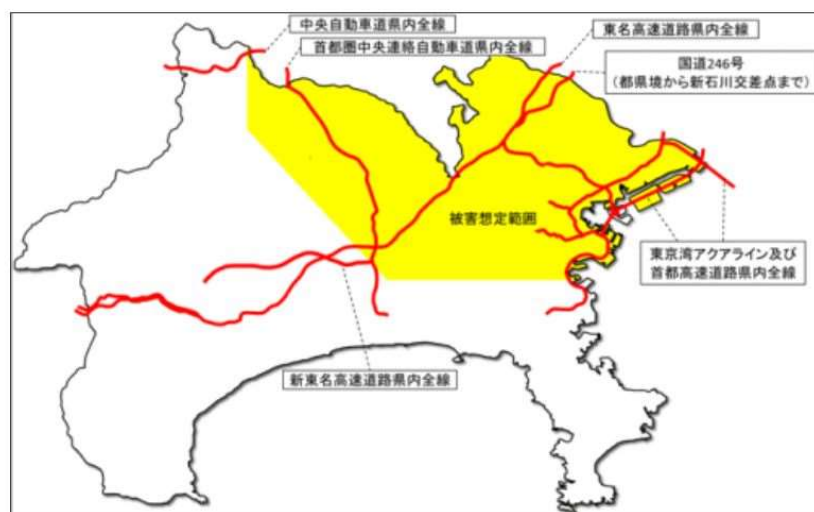 中央自動車道県内全線
首都圏中央連絡自動車道県内全線
東名高速道路県内全線
国道246号
(都県境から新石川交差点まで)
被害想定範囲
東京湾アクアライン及び
首都高速道路県内全線
新東名高速道路県内全線